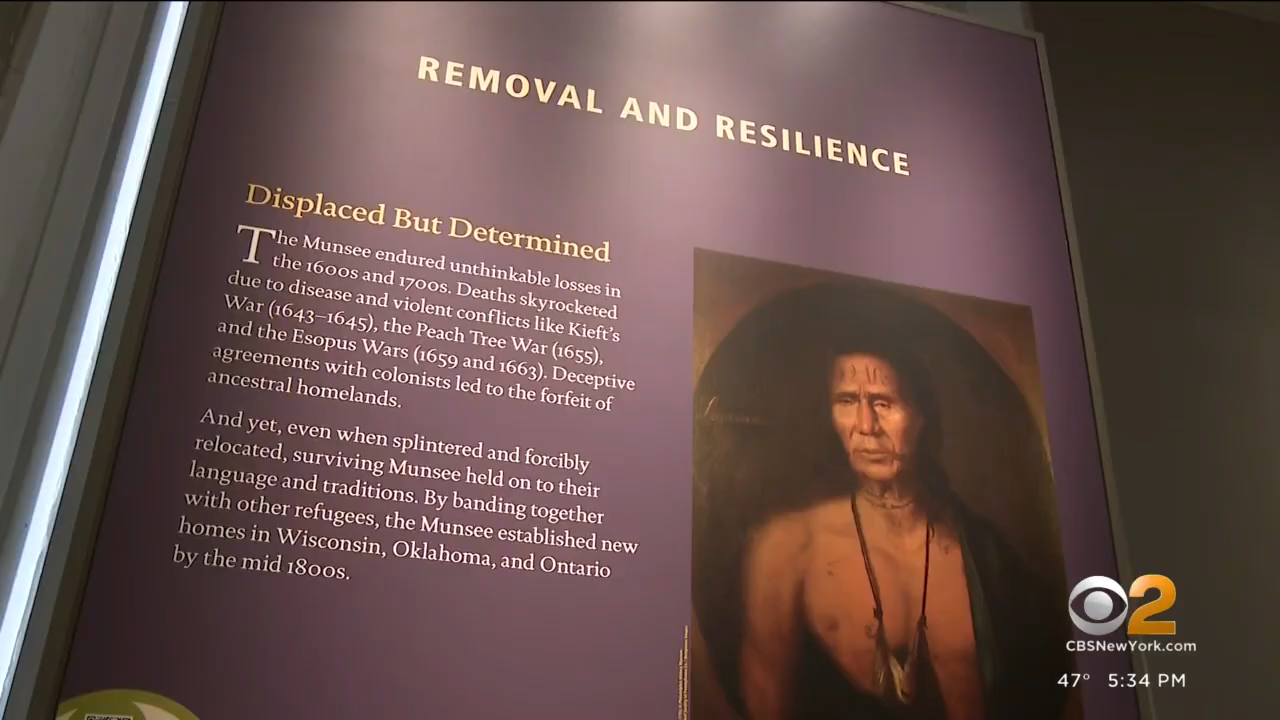 REMOVAL AND RESILIENCE
Displaced But Determined
The Munsee endured unthinkable losses in
the 1600s and 1700s. Deaths skyrocketed
due to disease and violent conflicts like Kieft's
War (1643–1645), the Peach Tree War (1655),
and the Esopus Wars (1659 and 1663). Deceptive
agreements with colonists led to the forfeit of
ancestral homelands.
And yet, even when splintered and forcibly
relocated, surviving Munsee held on to their
language and traditions. By banding together
with other refugees, the Munsee established new
homes in Wisconsin, Oklahoma, and Ontario
by the mid 1800s.
2
CBSNewYork.com
47° 5:34 PM